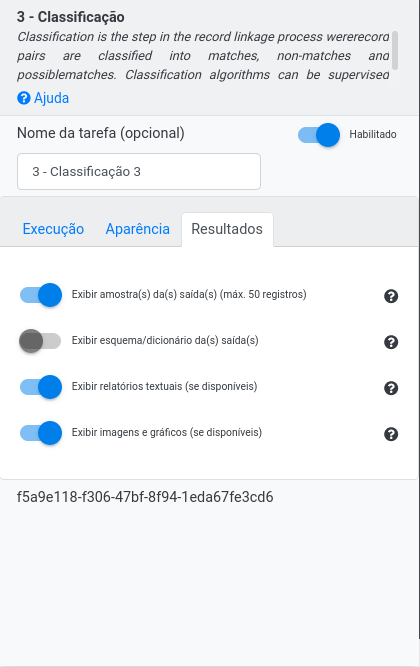 3 - Classificação
Classification is the step in the record linkage process wererecord
pairs are classified into matches, non-matches and
possiblematches. Classification algorithms can be supervised
Ajuda
Nome da tarefa (opcional)
Habilitado
3 - Classificação 3
Execução Aparência Resultados
Exibir amostra(s) da(s) saída(s) (máx. 50 registros)
Exibir esquema/dicionário da(s) saída(s)
Exibir relatórios textuais (se disponíveis)
Exibir imagens e gráficos (se disponíveis)
f5a9e118-f306-47bf-8f94-1eda67fe3cd6